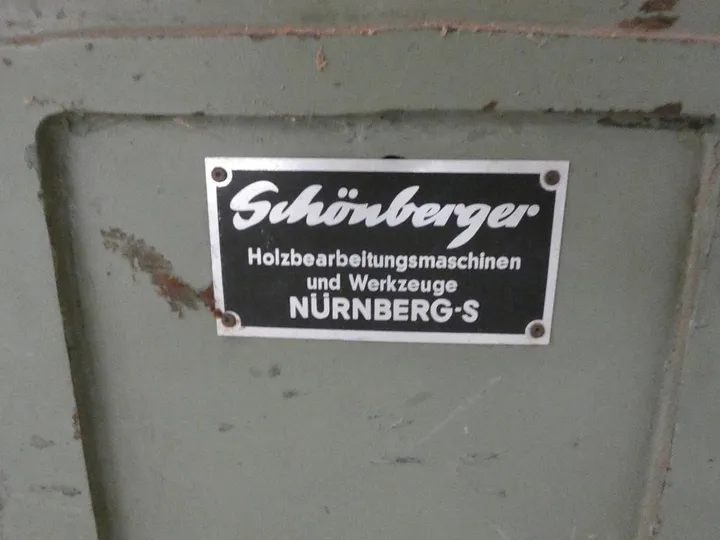 Schönberger
Holzbearbeitungsmaschinen
und Werkzeuge
NÜRNBERG-S